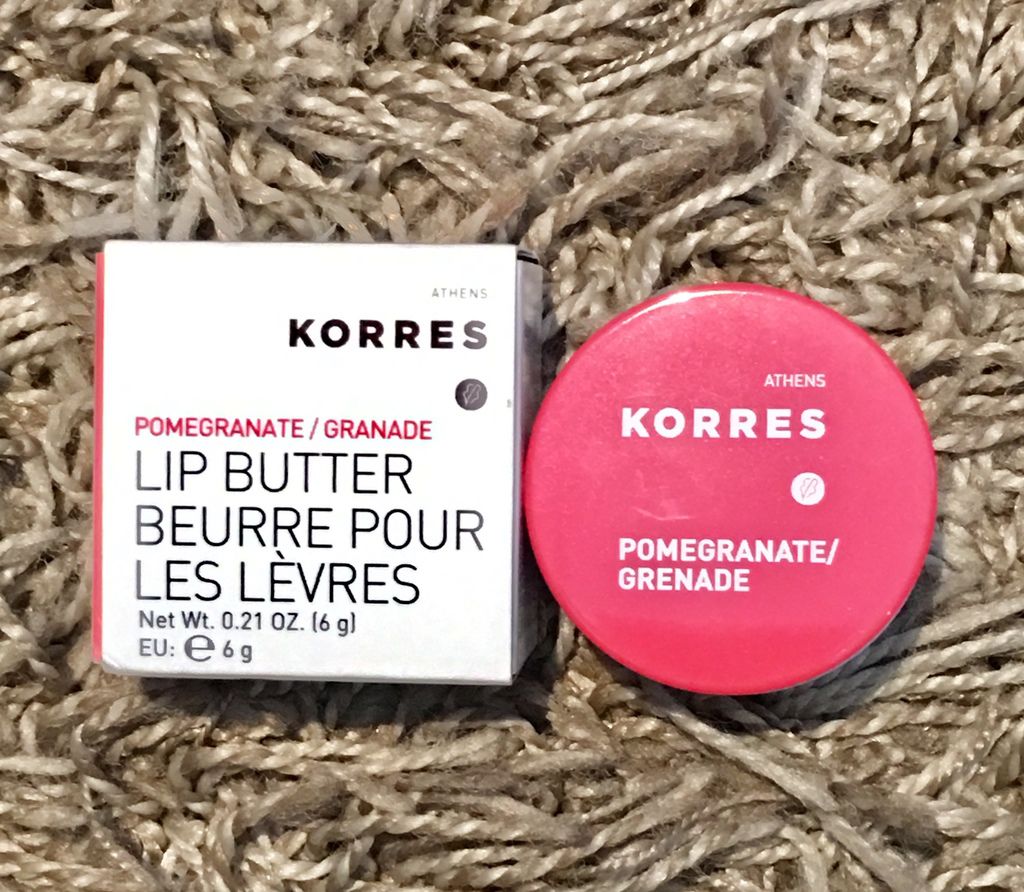 ATHENS
KORRES
POMEGRANATE / GRANADE
LIP BUTTER
BEURRE POUR
LES LÈVRES
Net Wt. 0.21 OZ. (6 g)
EU: ℮ 6 g
ATHENS
KORRES
POMEGRANATE/
GRENADE